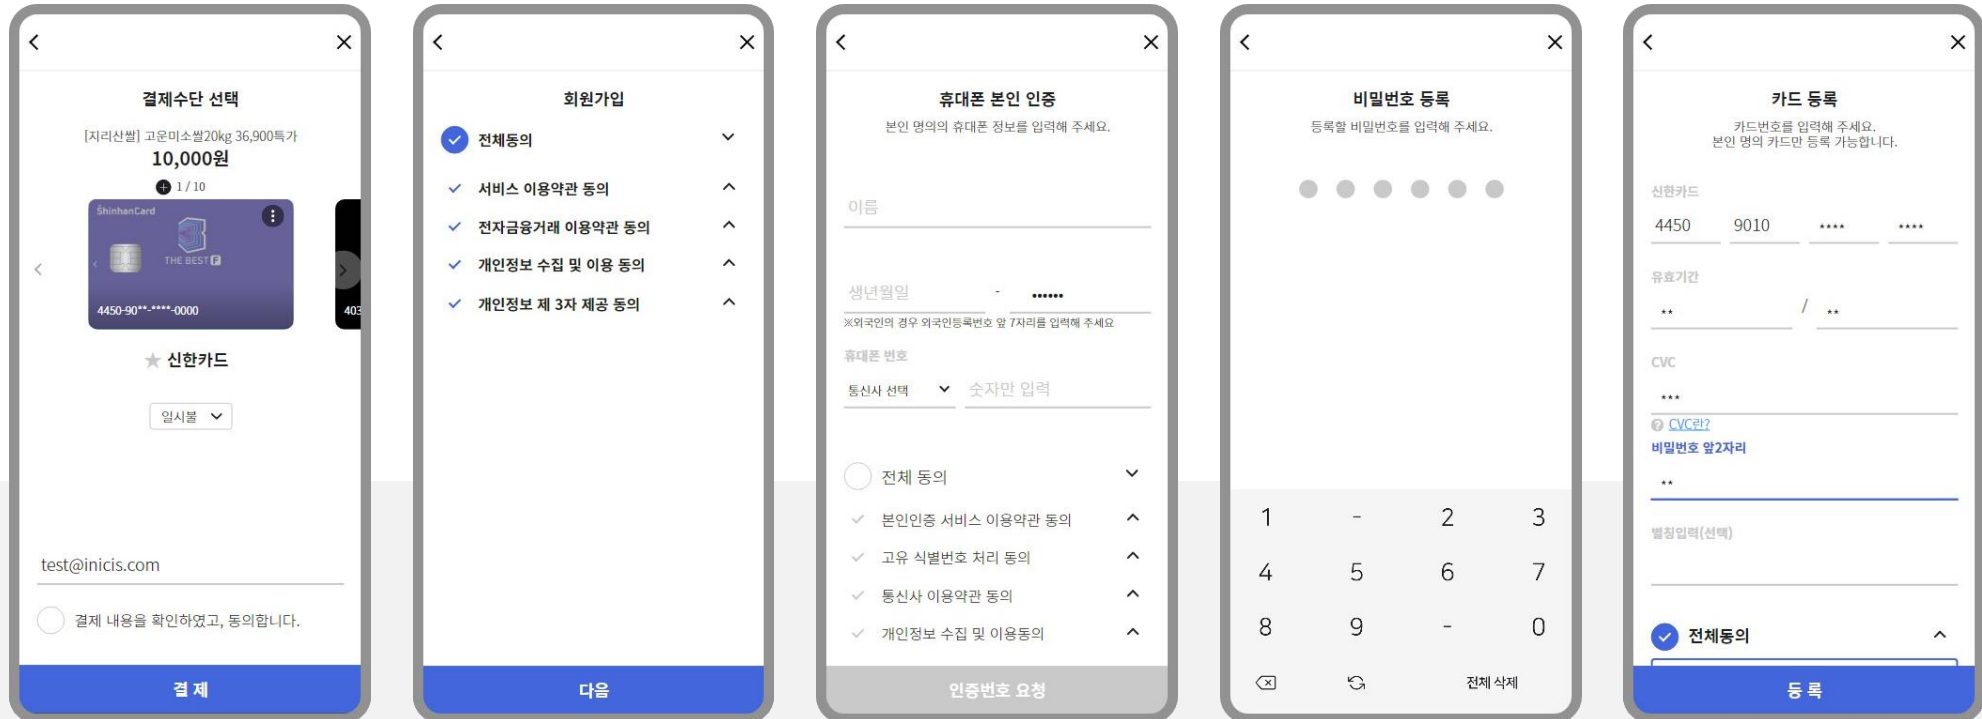 결제수단 선택
[지리산쌀] 고운미소쌀20kg 36,900특가
10,000원
1 / 10
ShinhanCard
THE BEST F
4450-90**-****-0000
403
신한카드
일시불
test@inicis.com
결제 내용을 확인하였고, 동의합니다.
결 제
회원가입
전체동의
서비스 이용약관 동의
전자금융거래 이용약관 동의
개인정보 수집 및 이용 동의
개인정보 제 3자 제공 동의
다음
휴대폰 본인 인증
본인 명의의 휴대폰 정보를 입력해 주세요.
이름
생년월일 - ••••••
※외국인의 경우 외국인등록번호 앞 7자리를 입력해 주세요
휴대폰 번호
통신사 선택 숫자만 입력
전체 동의
본인인증 서비스 이용약관 동의
고유 식별번호 처리 동의
통신사 이용약관 동의
개인정보 수집 및 이용동의
인증번호 요청
비밀번호 등록
등록할 비밀번호를 입력해 주세요.
1 - 2 3
4 5 6 7
8 9 - 0
전체 삭제
카드 등록
카드번호를 입력해 주세요.
본인 명의 카드만 등록 가능합니다.
신한카드
4450 9010 **** ****
유효기간
** / **
CVC
***
CVC란?
비밀번호 앞2자리
**
별칭입력(선택)
전체동의
등 록